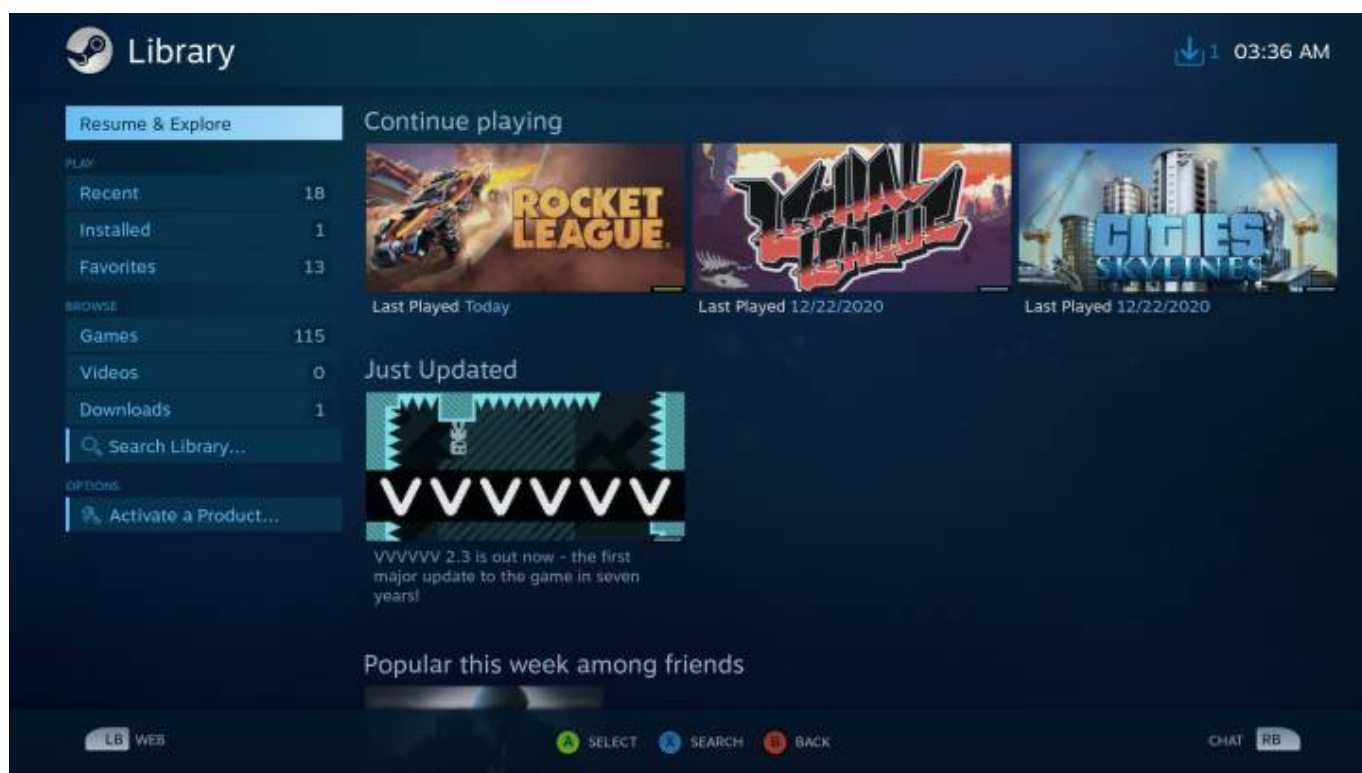 Library
1 03:36 AM
Resume & Explore
PLAY
Recent 18
Installed 1
Favorites 13
BROWSE
Games 115
Videos 0
Downloads 1
Search Library...
OPTIONS
Activate a Product...
Continue playing
ROCKET
LEAGUE
LETHAL
LEAGUE
CITIES
SKYLINES
Last Played Today
Last Played 12/22/2020
Last Played 12/22/2020
Just Updated
VVVVVV
VVVVVV 2.3 is out now - the first
major update to the game in seven
years!
Popular this week among friends
LB WEB
A SELECT X SEARCH B BACK
CHAT RB